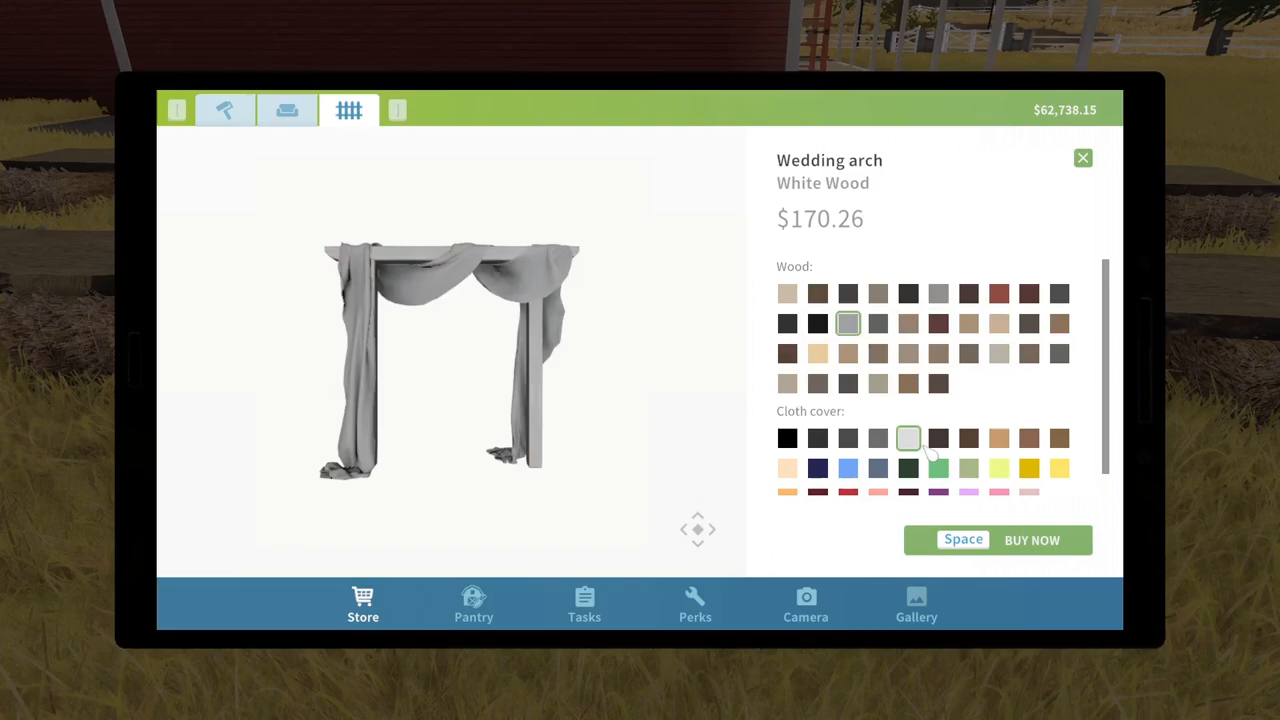 $62,738.15
Wedding arch
White Wood
$170.26
Wood:
Cloth cover:
Space BUY NOW
Store Pantry Tasks Perks Camera Gallery